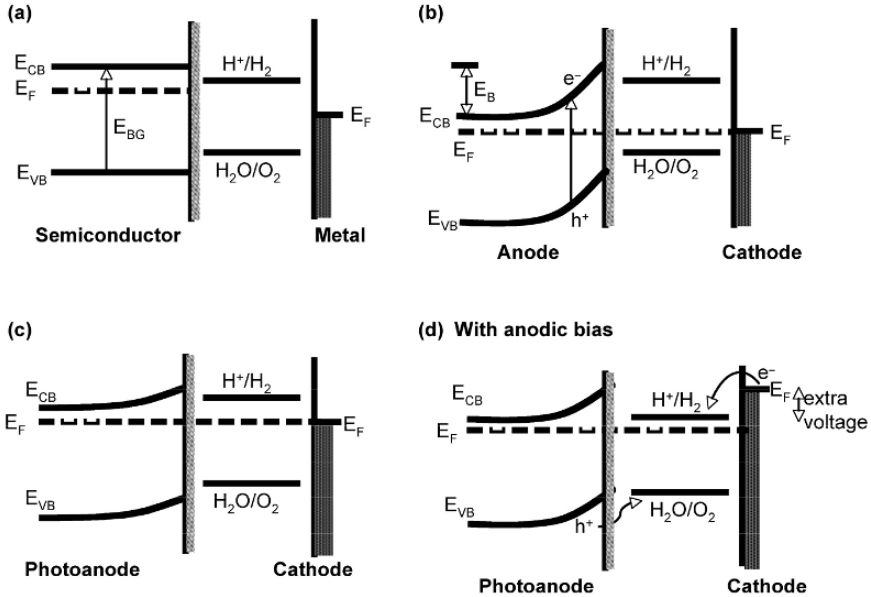 (a)
E_CB
H⁺/H₂
E_F
E_F
E_BG
E_VB
H₂O/O₂
Semiconductor
Metal
(b)
e⁻
H⁺/H₂
E_B
E_CB
E_F
E_F
H₂O/O₂
E_VB
h⁺
Anode
Cathode
(c)
E_CB
H⁺/H₂
E_F
E_F
E_VB
H₂O/O₂
Photoanode
Cathode
(d) With anodic bias
e⁻
E_CB
H⁺/H₂
E_F
extra
voltage
E_F
E_VB
h⁺
H₂O/O₂
Photoanode
Cathode